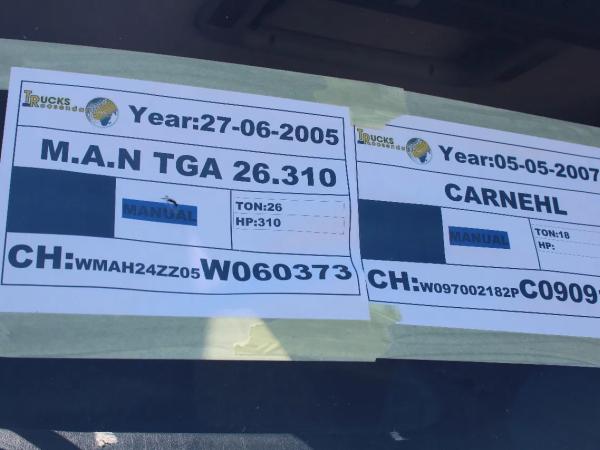 TRUCKS
Roosendaal
Year:27-06-2005
M.A.N TGA 26.310
MANUAL
TON:26
HP:310
CH:WMAH24ZZ05W060373
TRUCKS
Year:05-05-2007
CARNEHL
MANUAL
TON:18
HP:
CH:W097002182PC0909